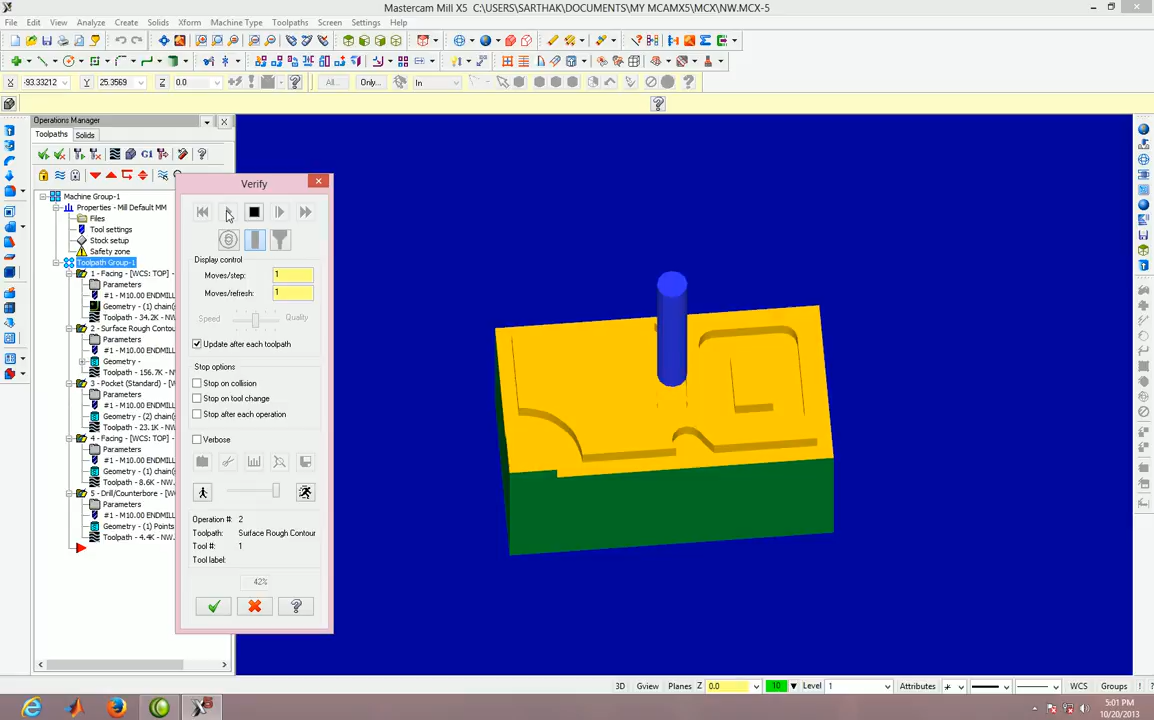 Mastercam Mill X5  C:\USERS\SARTHAK\DOCUMENTS\MY MCAMX5\MCX\NW.MCX-5
File Edit View Analyze Create Solids Xform Machine Type Toolpaths Screen Settings Help
X -93.33212 Y 25.3569 Z 0.0 All... Only... In
Operations Manager
Toolpaths Solids
G1
Machine Group-1
Properties - Mill Default MM
Files
Tool settings
Stock setup
Safety zone
Toolpath Group-1
1 - Facing - [WCS: TOP] -
Parameters
#1 - M10.00 ENDMILL
Geometry - (1) chain(s
Toolpath - 34.2K - NW
2 - Surface Rough Contou
Parameters
#1 - M10.00 ENDMILL
Geometry -
Toolpath - 156.7K - NW
3 - Pocket (Standard) - [W
Parameters
#1 - M10.00 ENDMILL
Geometry - (2) chain(s
Toolpath - 23.1K - NW
4 - Facing - [WCS: TOP] -
Parameters
#1 - M10.00 ENDMILL
Geometry - (1) chain(s
Toolpath - 8.6K - NW
5 - Drill/Counterbore - [W
Parameters
#1 - M10.00 ENDMILL
Geometry - (1) Points
Toolpath - 4.4K - NW
Verify
Display control
Moves/step: 1
Moves/refresh: 1
Speed Quality
Update after each toolpath
Stop options
Stop on collision
Stop on tool change
Stop after each operation
Verbose
Operation #: 2
Toolpath: Surface Rough Contour
Tool #: 1
Tool label:
42%
3D Gview Planes Z 0.0 10 Level 1 Attributes WCS Groups ! ?
5:01 PM
10/20/2013